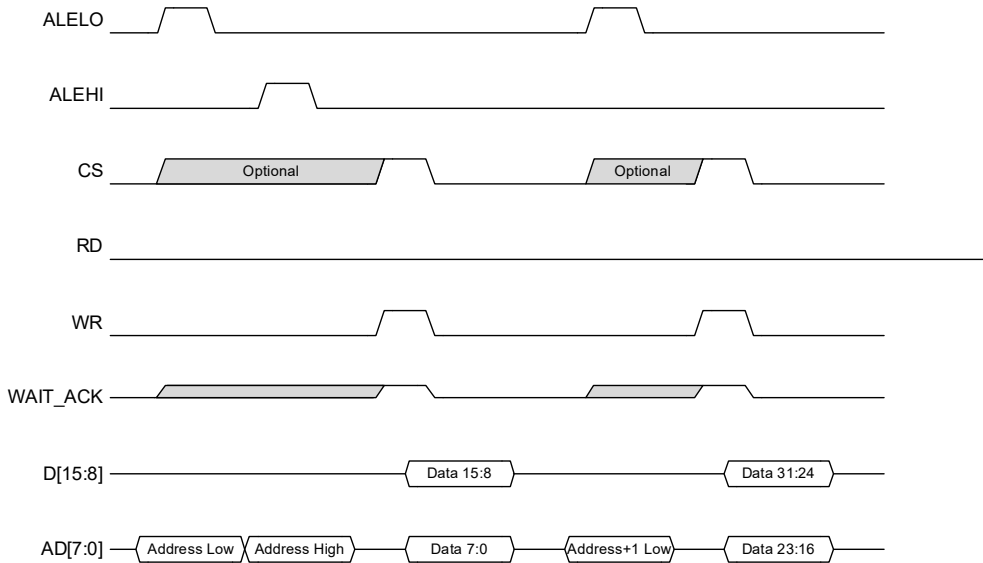 ALELO
ALEHI
CS
Optional
Optional
RD
WR
WAIT_ACK
D[15:8]
Data 15:8
Data 31:24
AD[7:0]
Address Low
Address High
Data 7:0
Address+1 Low
Data 23:16